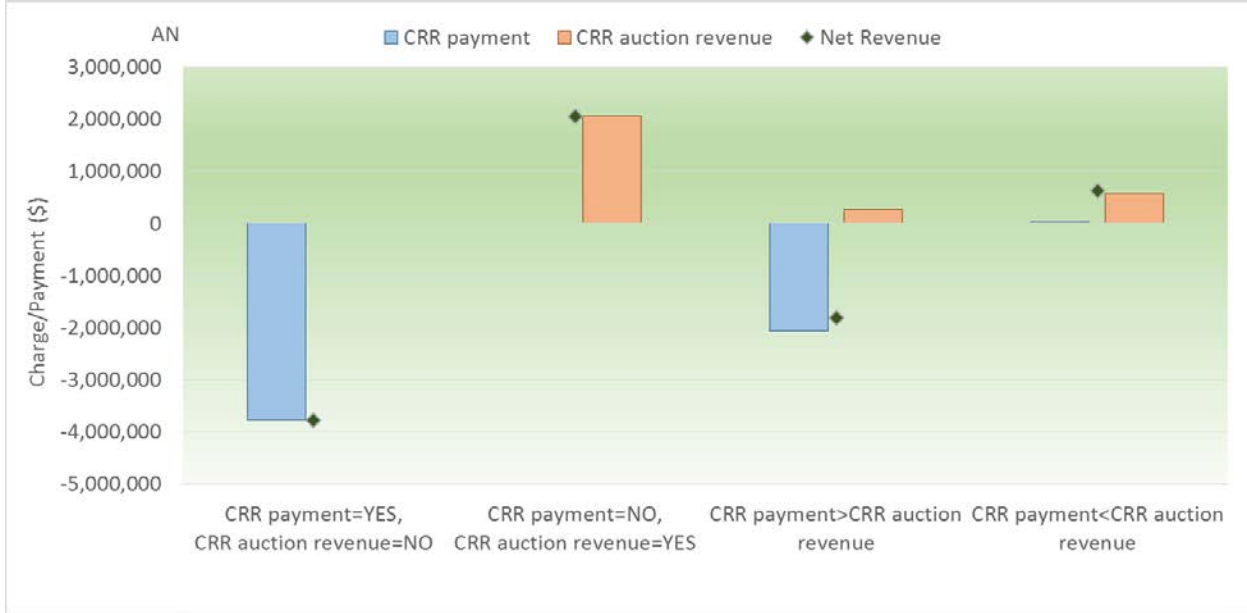 AN
CRR payment CRR auction revenue Net Revenue
3,000,000
2,000,000
1,000,000
0
-1,000,000
-2,000,000
-3,000,000
-4,000,000
-5,000,000
Charge/Payment ($)
CRR payment=YES,
CRR auction revenue=NO
CRR payment=NO,
CRR auction revenue=YES
CRR payment>CRR auction
revenue
CRR payment<CRR auction
revenue